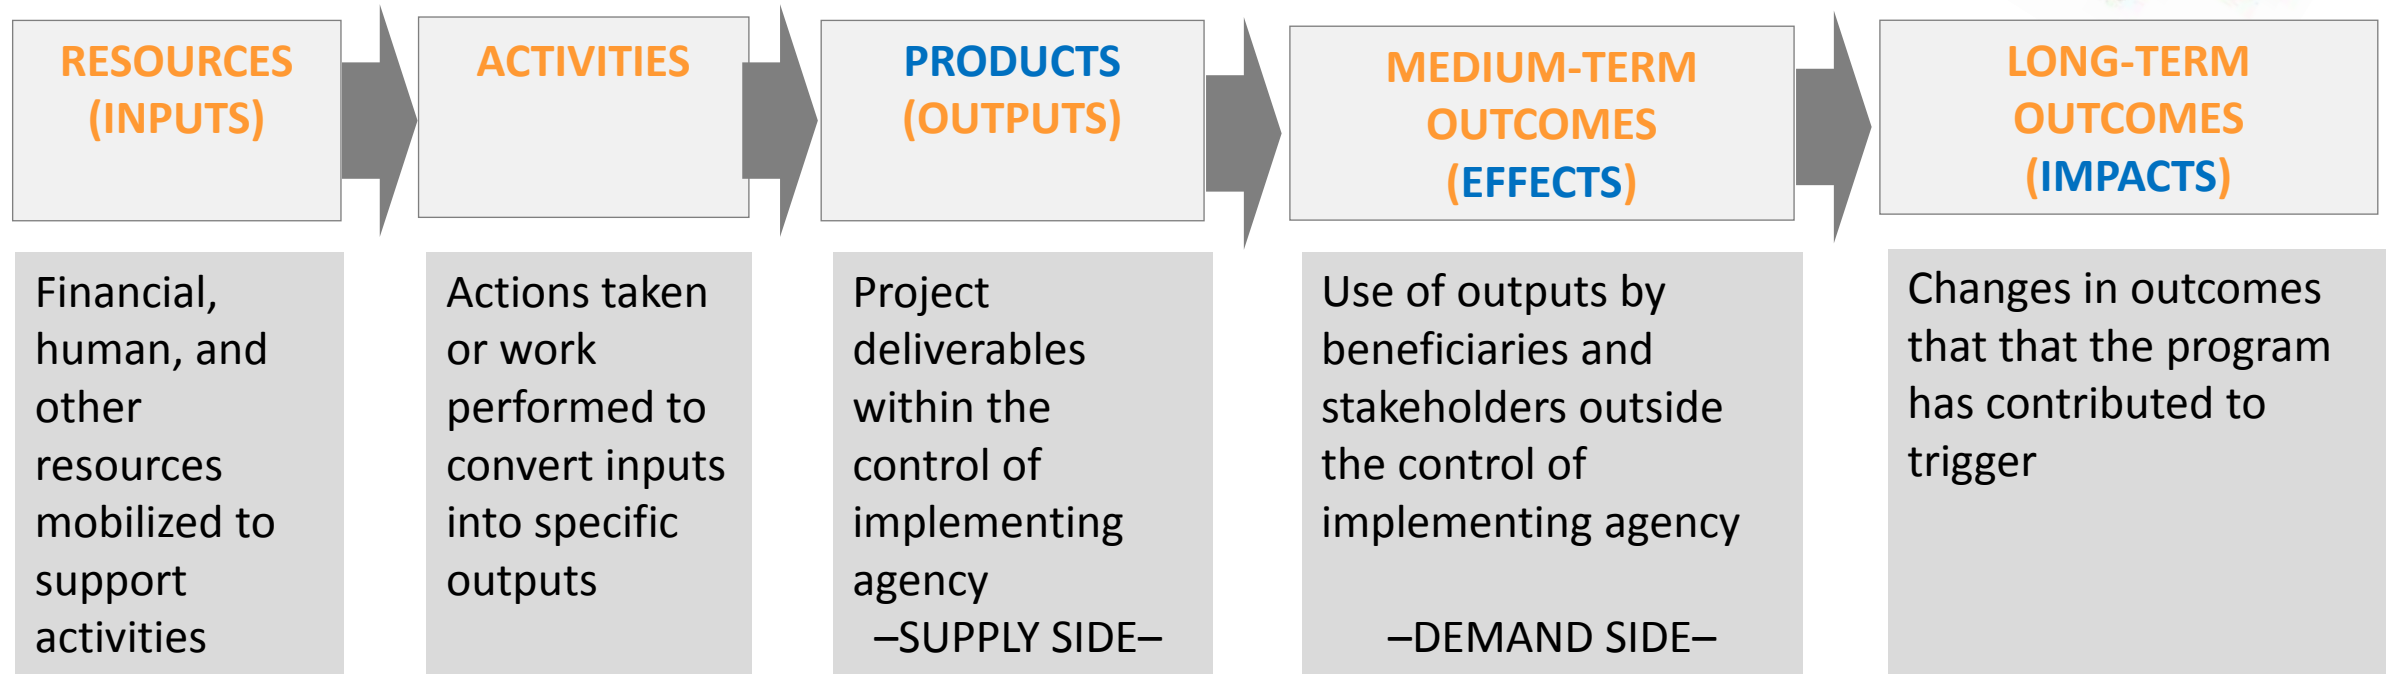 RESOURCES
(INPUTS)
ACTIVITIES
PRODUCTS
(OUTPUTS)
MEDIUM-TERM
OUTCOMES
(EFFECTS)
LONG-TERM
OUTCOMES
(IMPACTS)
Financial,
human, and
other
resources
mobilized to
support
activities
Actions taken
or work
performed to
convert inputs
into specific
outputs
Project
deliverables
within the
control of
implementing
agency
–SUPPLY SIDE–
Use of outputs by
beneficiaries and
stakeholders outside
the control of
implementing agency
–DEMAND SIDE–
Changes in outcomes
that that the program
has contributed to
trigger